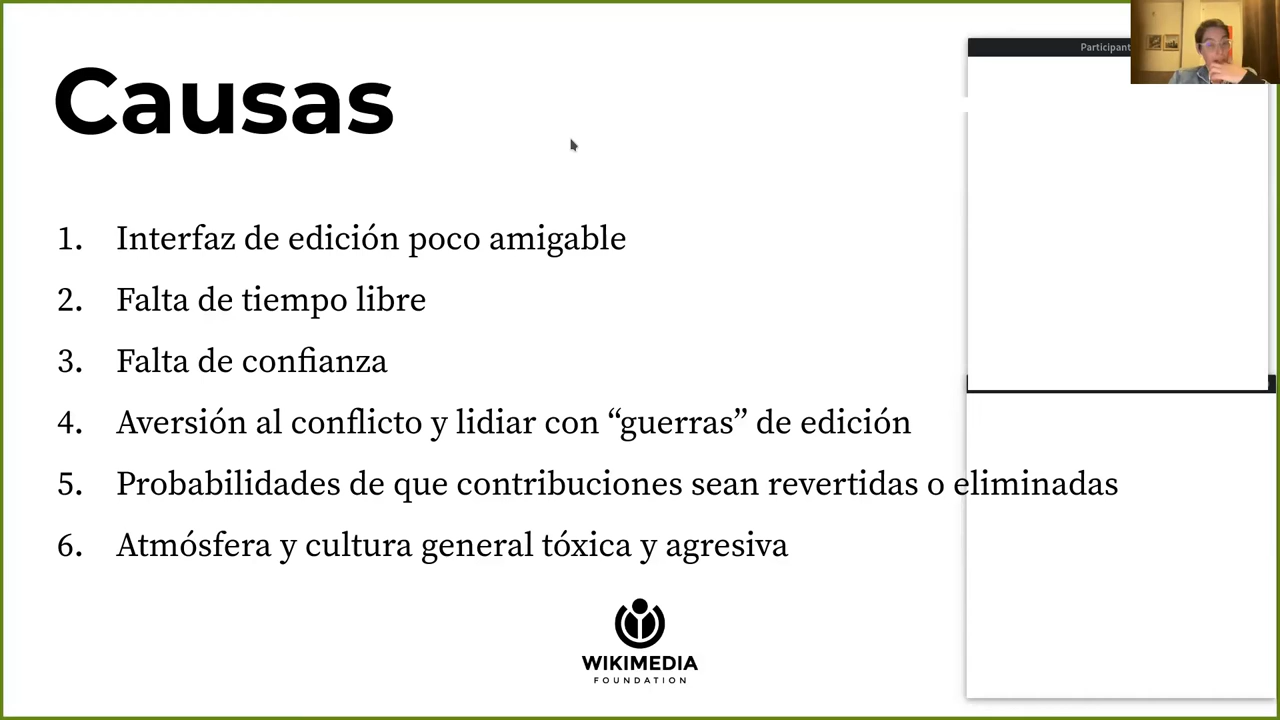 Causas
Participant
1. Interfaz de edición poco amigable
2. Falta de tiempo libre
3. Falta de confianza
4. Aversión al conflicto y lidiar con “guerras” de edición
5. Probabilidades de que contribuciones sean revertidas o eliminadas
6. Atmósfera y cultura general tóxica y agresiva
WIKIMEDIA
FOUNDATION